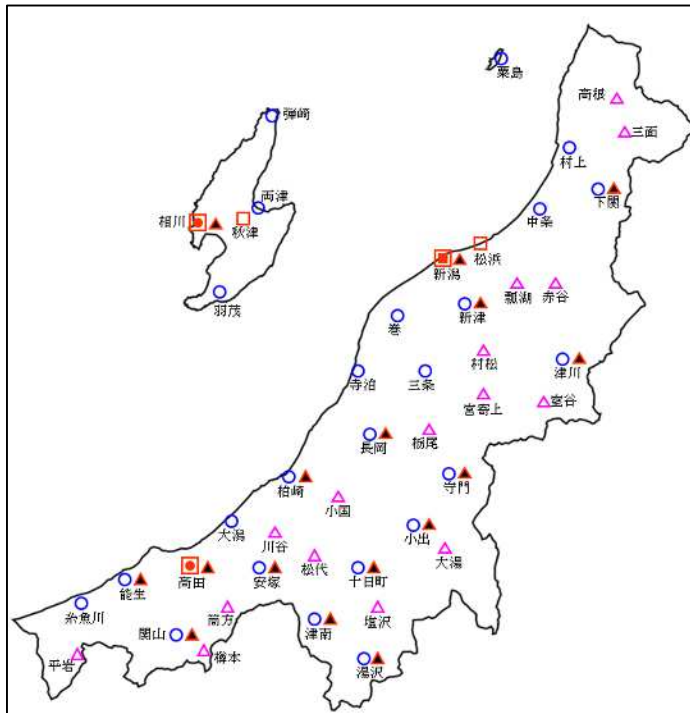 粟島
高根
弾崎
三面
村上
両津
下関
相川
秋津
中条
松浜
新潟
瓢湖
赤谷
羽茂
新津
巻
村松
津川
寺泊
三条
宮寄上
室谷
長岡
栃尾
柏崎
守門
小国
大潟
川谷
小出
松代
大湯
能生
高田
安塚
十日町
糸魚川
筒方
塩沢
関山
津南
樽本
平岩
湯沢